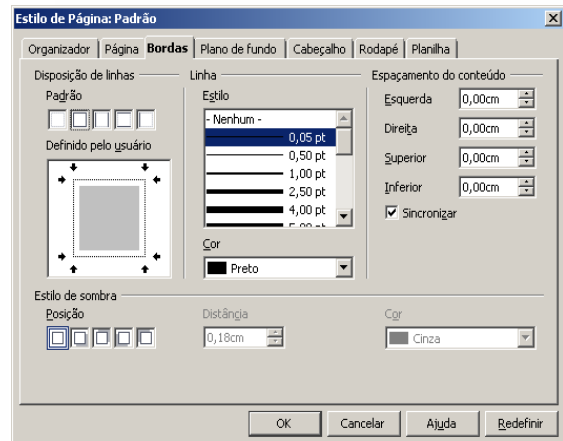 Estilo de Página: Padrão
Organizador Página Bordas Plano de fundo Cabeçalho Rodapé Planilha
Disposição de linhas
Padrão
Definido pelo usuário
Linha
Estilo
- Nenhum -
0,05 pt
0,50 pt
1,00 pt
2,50 pt
4,00 pt
Cor
Preto
Espaçamento do conteúdo
Esquerda 0,00cm
Direita 0,00cm
Superior 0,00cm
Inferior 0,00cm
Sincronizar
Estilo de sombra
Posição
Distância
0,18cm
Cor
Cinza
OK Cancelar Ajuda Redefinir